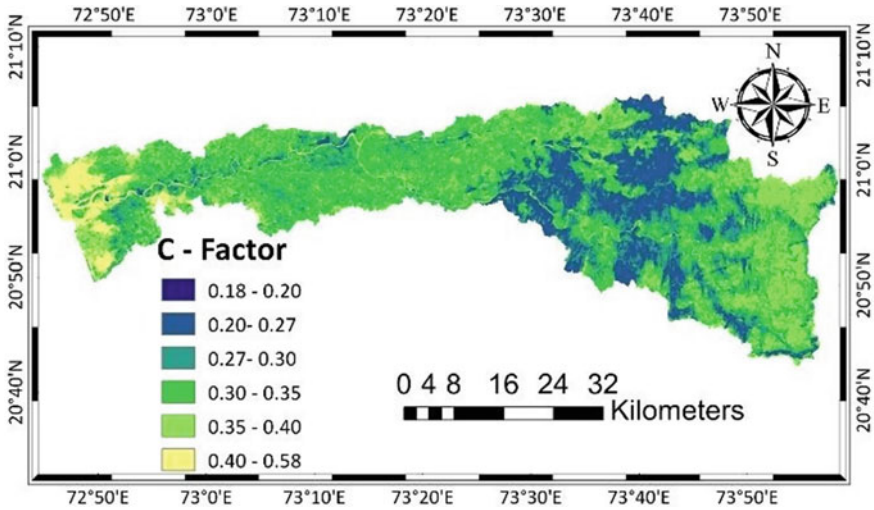 72°50'E 73°0'E 73°10'E 73°20'E 73°30'E 73°40'E 73°50'E
21°10'N 21°10'N
N
W E
S
21°0'N 21°0'N
C - Factor
20°50'N 20°50'N
0.18 - 0.20
0.20- 0.27
0.27- 0.30
0.30 - 0.35
0.35 - 0.40
0.40 - 0.58
0 4 8 16 24 32
Kilometers
20°40'N 20°40'N
72°50'E 73°0'E 73°10'E 73°20'E 73°30'E 73°40'E 73°50'E